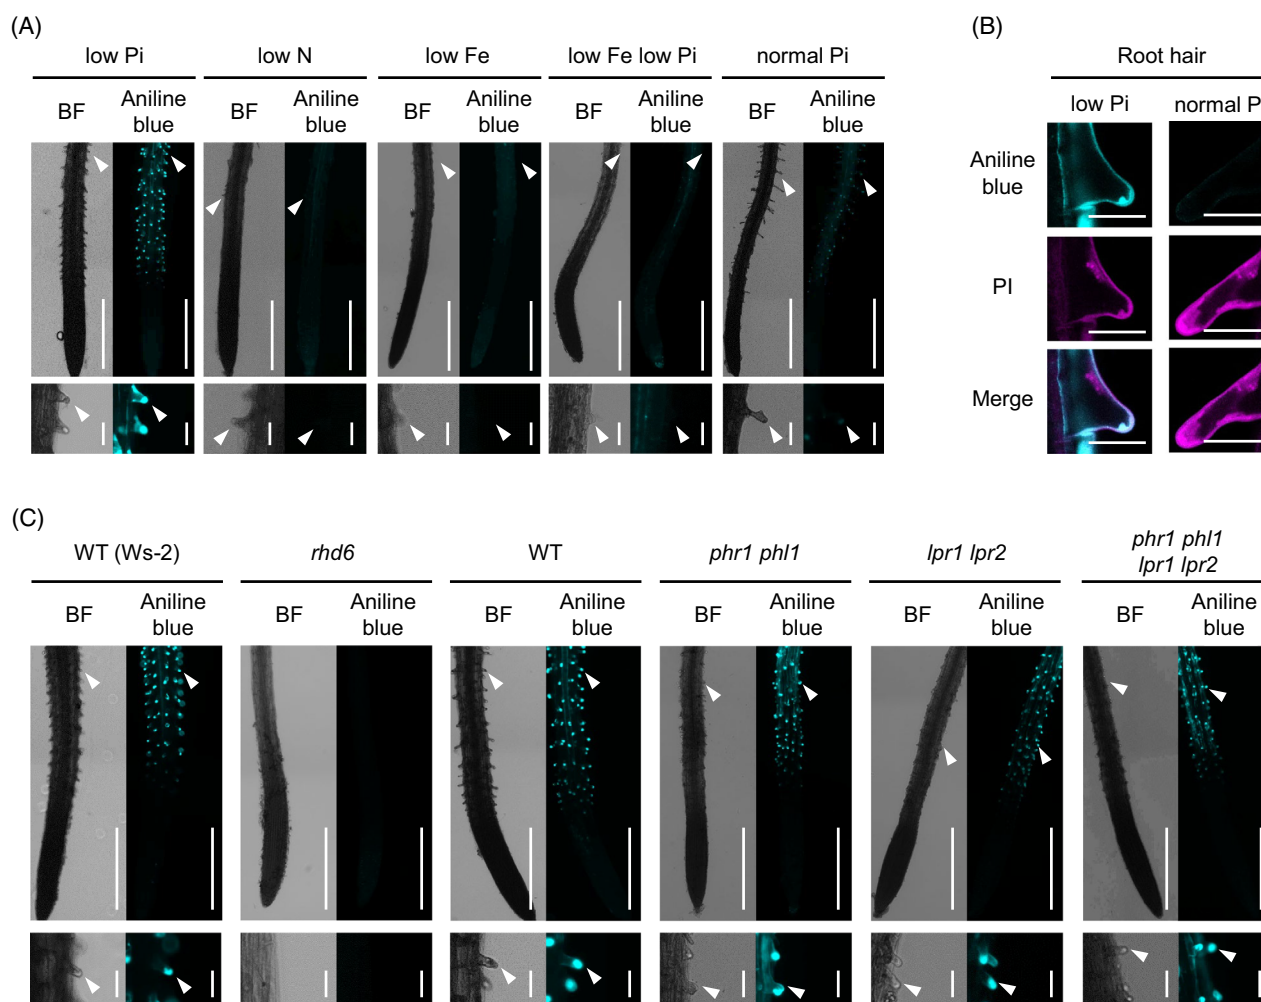 (A)
low Pi low N low Fe low Fe low Pi normal Pi
BF Aniline blue BF Aniline blue BF Aniline blue BF Aniline blue BF Aniline blue
(B)
Root hair
low Pi normal P
Aniline
blue
PI
Merge
(C)
WT (Ws-2) rhd6 WT phr1 phl1 lpr1 lpr2 phr1 phl1
lpr1 lpr2
BF Aniline blue BF Aniline blue BF Aniline blue BF Aniline blue BF Aniline blue BF Aniline blue